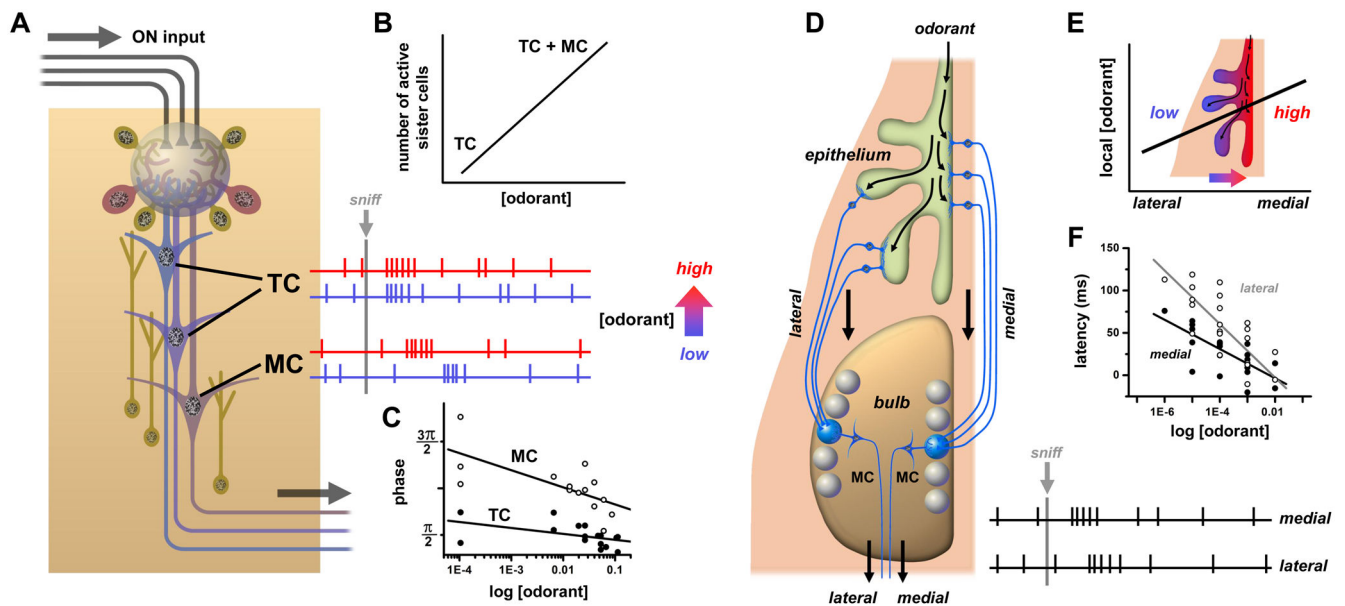 A
ON input
B
number of active
sister cells
TC + MC
TC
[odorant]
sniff
TC
MC
high
[odorant]
low
C
phase
3π
2
π
2
MC
TC
1E-4
1E-3
0.01
0.1
log [odorant]
D
odorant
epithelium
lateral
medial
bulb
MC
MC
lateral
medial
E
local [odorant]
low
high
lateral
medial
F
latency (ms)
150
100
50
0
lateral
medial
1E-6
1E-4
0.01
log [odorant]
sniff
medial
lateral